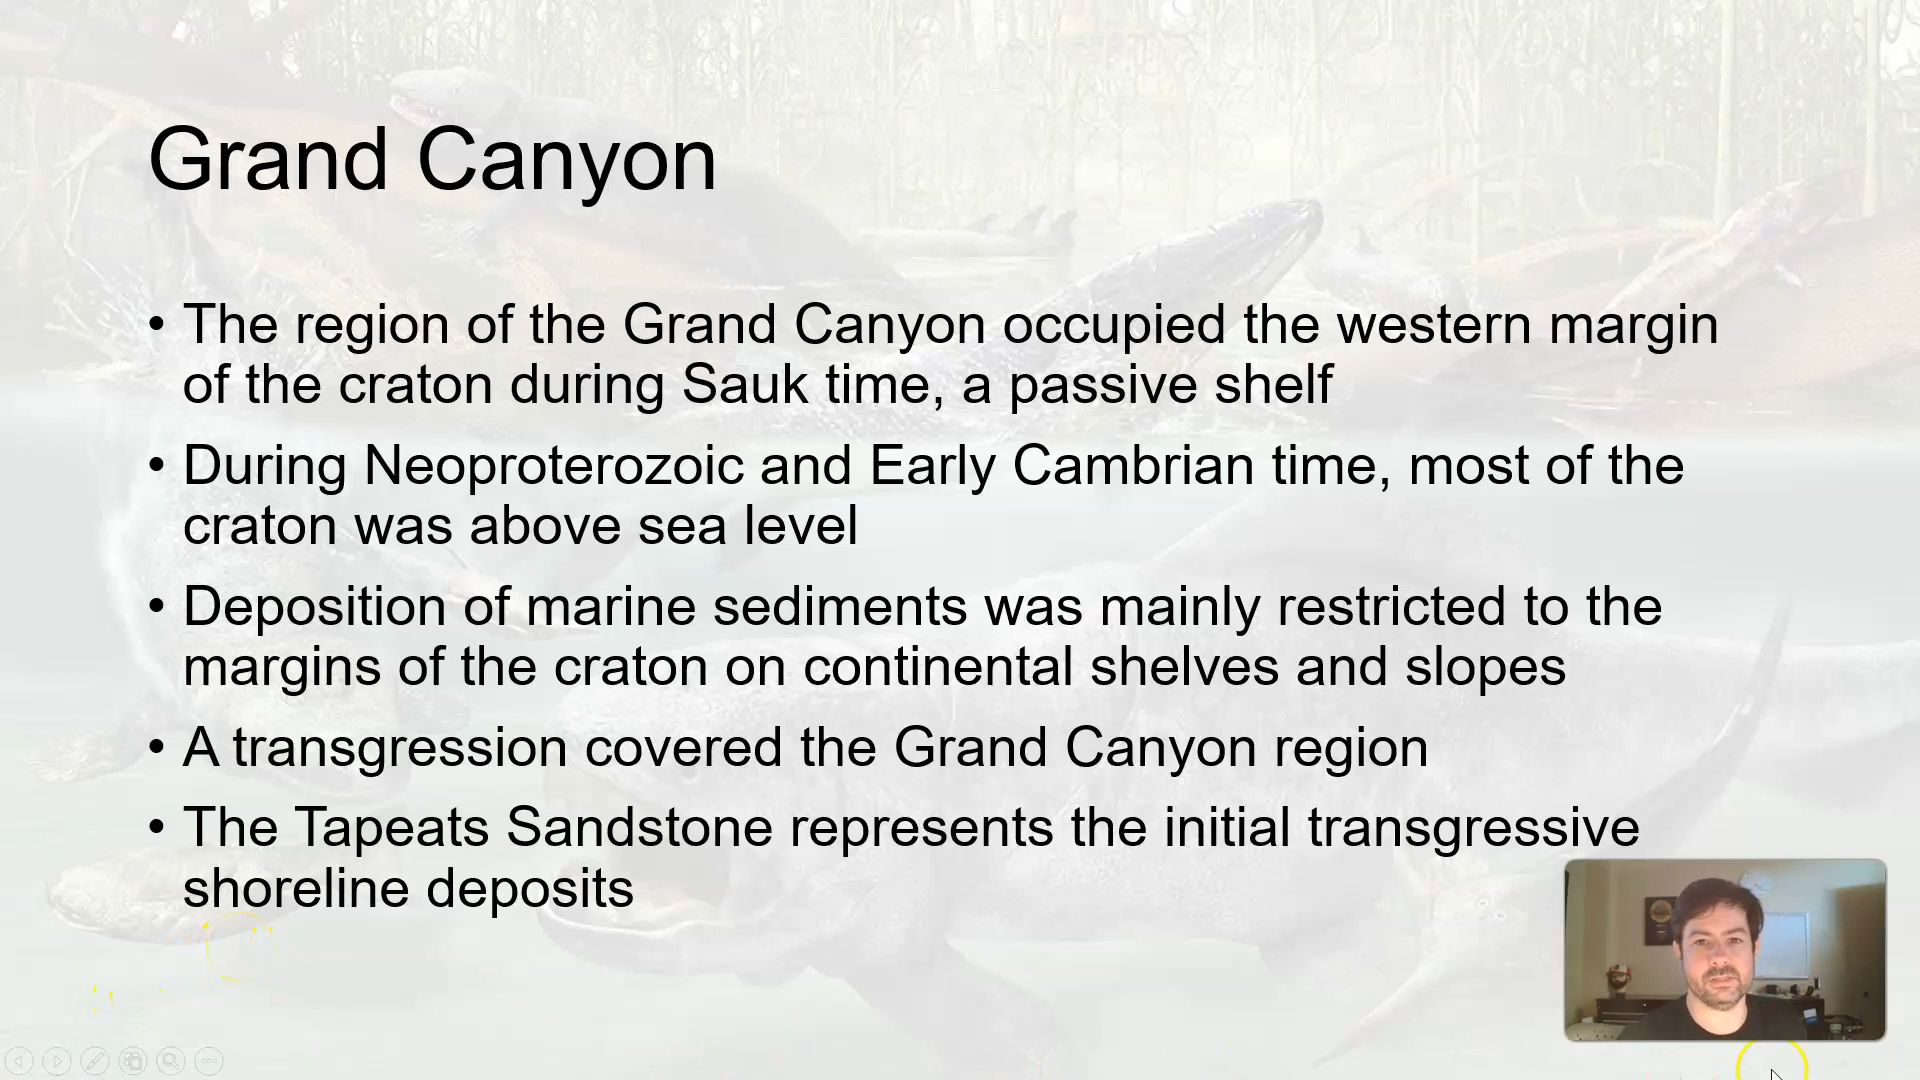 Grand Canyon
• The region of the Grand Canyon occupied the western margin
of the craton during Sauk time, a passive shelf
• During Neoproterozoic and Early Cambrian time, most of the
craton was above sea level
• Deposition of marine sediments was mainly restricted to the
margins of the craton on continental shelves and slopes
• A transgression covered the Grand Canyon region
• The Tapeats Sandstone represents the initial transgressive
shoreline deposits